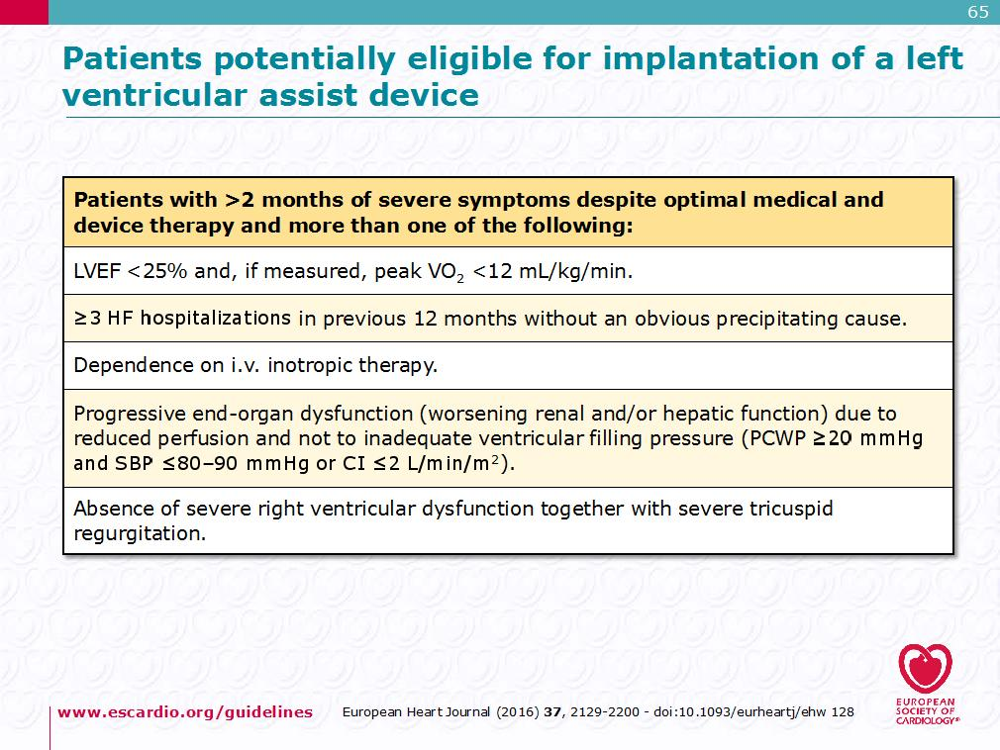 65
Patients potentially eligible for implantation of a left
ventricular assist device
Patients with >2 months of severe symptoms despite optimal medical and
device therapy and more than one of the following:
LVEF <25% and, if measured, peak VO₂ <12 mL/kg/min.
≥3 HF hospitalizations in previous 12 months without an obvious precipitating cause.
Dependence on i.v. inotropic therapy.
Progressive end-organ dysfunction (worsening renal and/or hepatic function) due to
reduced perfusion and not to inadequate ventricular filling pressure (PCWP ≥20 mmHg
and SBP ≤80–90 mmHg or CI ≤2 L/min/m²).
Absence of severe right ventricular dysfunction together with severe tricuspid
regurgitation.
www.escardio.org/guidelines
European Heart Journal (2016) 37, 2129-2200 - doi:10.1093/eurheartj/ehw 128
EUROPEAN
SOCIETY OF
CARDIOLOGY®